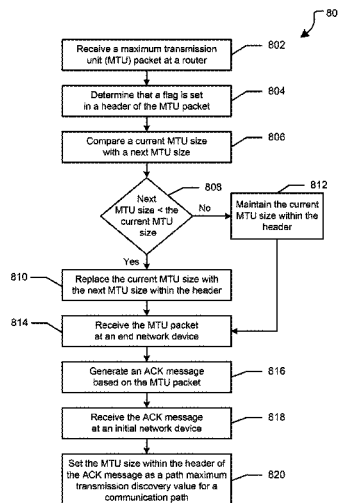 80
Receive a maximum transmission
unit (MTU) packet at a router
802
Determine that a flag is set
in a header of the MTU packet
804
Compare a current MTU size
with a next MTU size
806
808
Next
MTU size < the
current MTU
size
No
812
Maintain the current
MTU size within the
header
Yes
810
Replace the current MTU size with
the next MTU size within the header
814
Receive the MTU packet
at an end network device
Generate an ACK message
based on the MTU packet
816
Receive the ACK message
at an initial network device
818
Set the MTU size within the header of
the ACK message as a path maximum
transmission discovery value for a
communication path
820